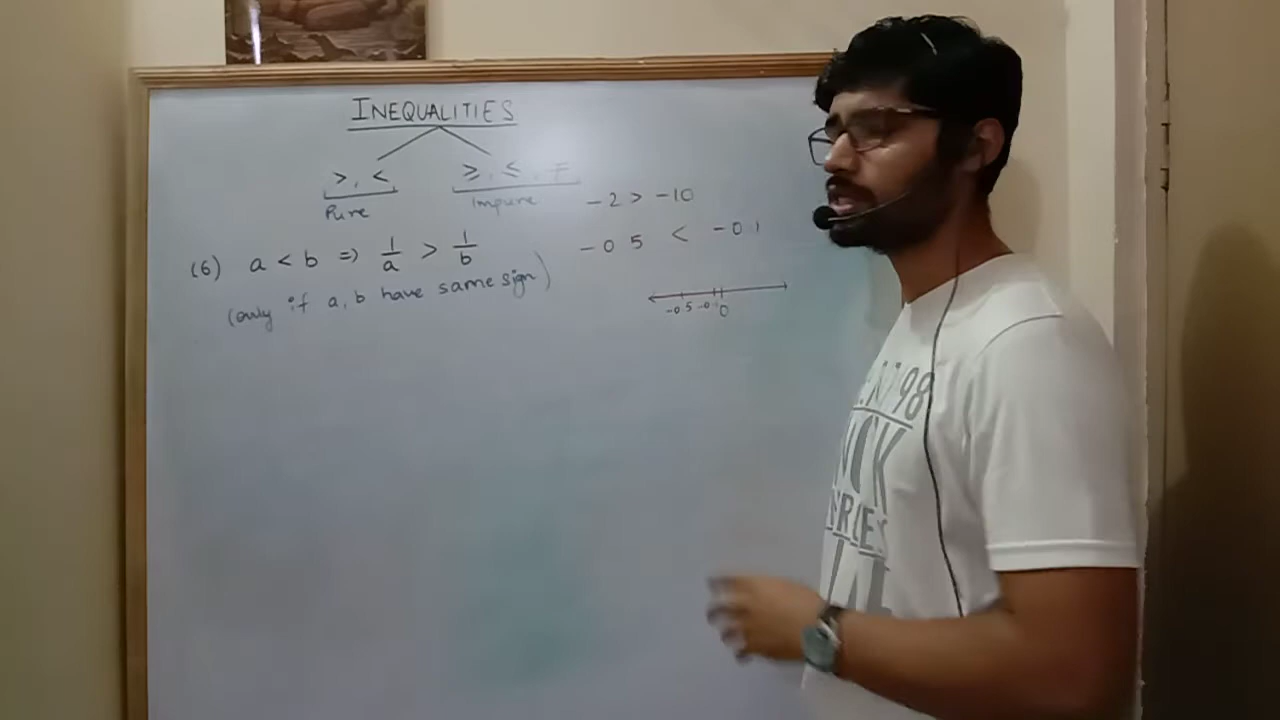 INEQUALITIES
>, <
≥, ≤, ≠
Pure
Impure
-2 > -10
-0.5 < -0.1
(6) a < b => 1/a > 1/b
(only if a, b have same sign)
-0.5 -0.1 0
98